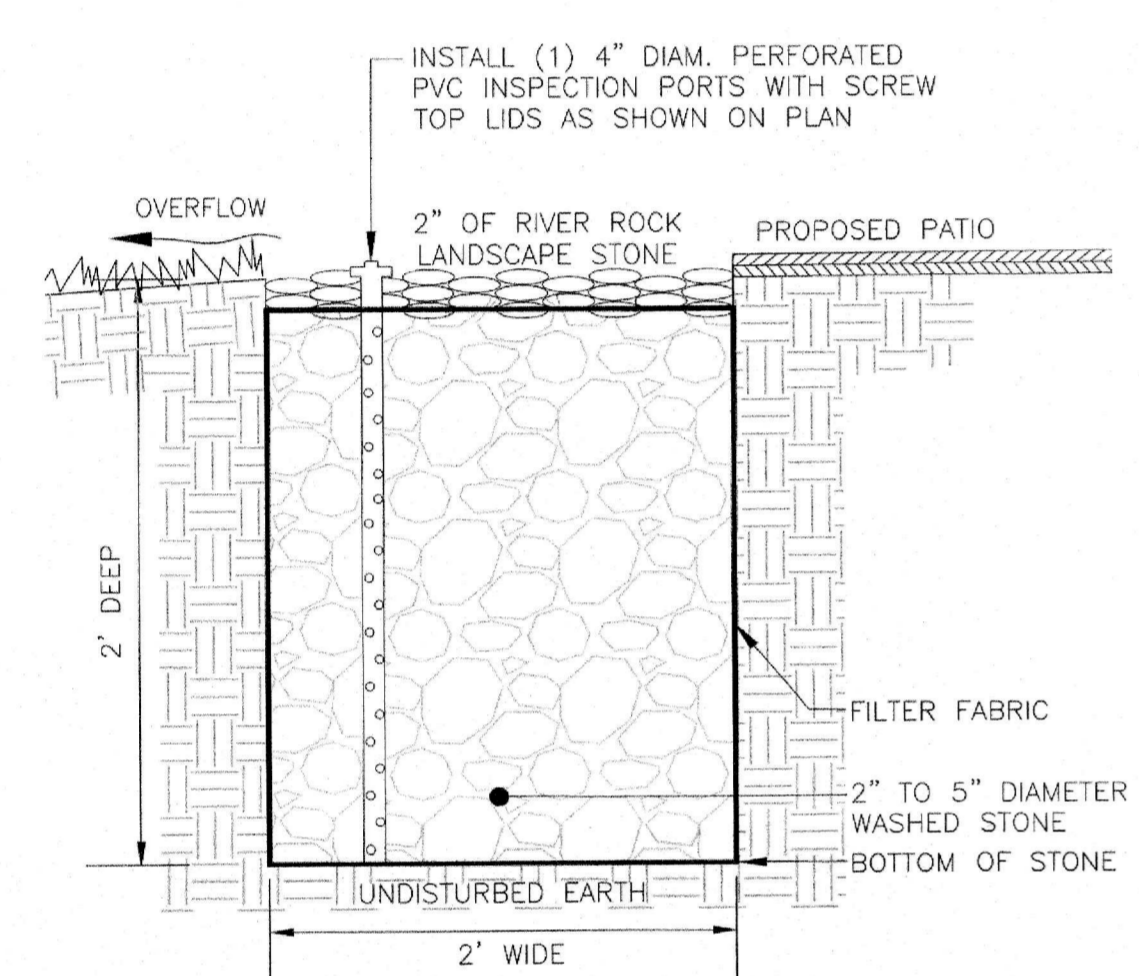 INSTALL (1) 4" DIAM. PERFORATED
PVC INSPECTION PORTS WITH SCREW
TOP LIDS AS SHOWN ON PLAN
OVERFLOW
2" OF RIVER ROCK
LANDSCAPE STONE
PROPOSED PATIO
2' DEEP
FILTER FABRIC
2" TO 5" DIAMETER
WASHED STONE
BOTTOM OF STONE
UNDISTURBED EARTH
2' WIDE